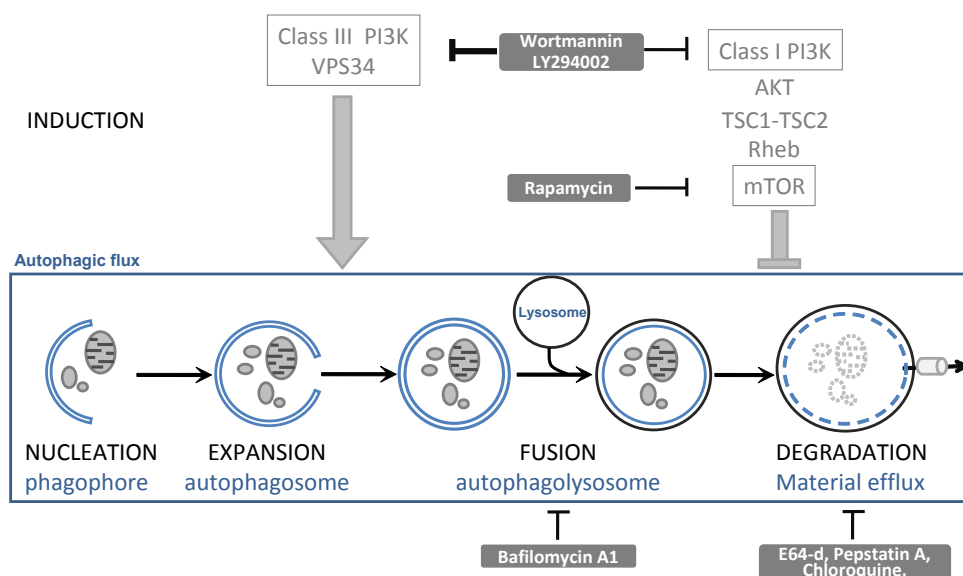 Class III PI3K
VPS34
Wortmannin
LY294002
Class I PI3K
AKT
TSC1-TSC2
Rheb
INDUCTION
Rapamycin
mTOR
Autophagic flux
Lysosome
NUCLEATION
phagophore
EXPANSION
autophagosome
FUSION
autophagolysosome
DEGRADATION
Material efflux
Bafilomycin A1
E64-d, Pepstatin A,
Chloroquine,